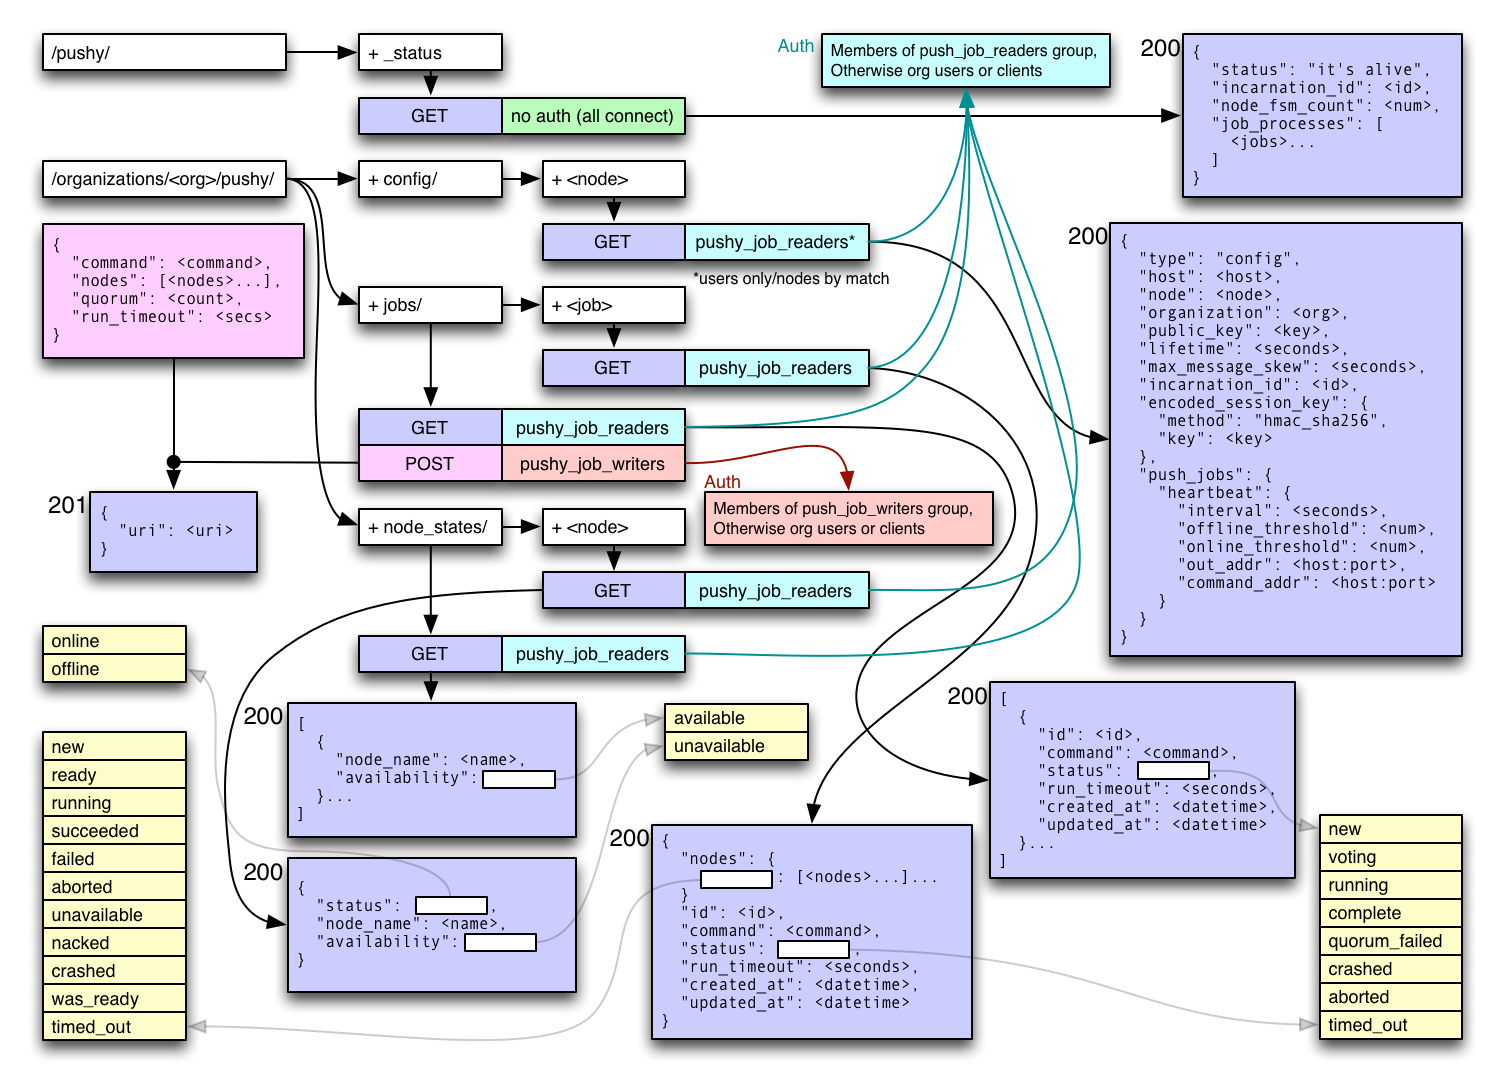 /pushy/
+ _status
GET
no auth (all connect)
Auth
Members of push_job_readers group,
Otherwise org users or clients
200
{
"status": "it's alive",
"incarnation_id": <id>,
"node_fsm_count": <num>,
"job_processes": [
<jobs>...
]
}
/organizations/<org>/pushy/
+ config/
+ <node>
GET
pushy_job_readers*
*users only/nodes by match
200
{
"type": "config",
"host": <host>,
"node": <node>,
"organization": <org>,
"public_key": <key>,
"lifetime": <seconds>,
"max_message_skew": <seconds>,
"incarnation_id": <id>,
"encoded_session_key": {
"method": "hmac_sha256",
"key": <key>
},
"push_jobs": {
"heartbeat": {
"interval": <seconds>,
"offline_threshold": <num>,
"online_threshold": <num>,
"out_addr": <host:port>,
"command_addr": <host:port>
}
}
}
{
"command": <command>,
"nodes": [<nodes>...],
"quorum": <count>,
"run_timeout": <secs>
}
+ jobs/
+ <job>
GET
pushy_job_readers
GET
pushy_job_readers
POST
pushy_job_writers
Auth
Members of push_job_writers group,
Otherwise org users or clients
201
{
"uri": <uri>
}
+ node_states/
+ <node>
GET
pushy_job_readers
GET
pushy_job_readers
online
offline
200
[
{
"node_name": <name>,
"availability":
}...
]
available
unavailable
200
{
"status": ,
"node_name": <name>,
"availability":
}
new
ready
running
succeeded
failed
aborted
unavailable
nacked
crashed
was_ready
timed_out
200
{
"nodes": {
: [<nodes>...]...
}
"id": <id>,
"command": <command>,
"status": ,
"run_timeout": <seconds>,
"created_at": <datetime>,
"updated_at": <datetime>
}
200
[
{
"id": <id>,
"command": <command>,
"status": ,
"run_timeout": <seconds>,
"created_at": <datetime>,
"updated_at": <datetime>
}...
]
new
voting
running
complete
quorum_failed
crashed
aborted
timed_out